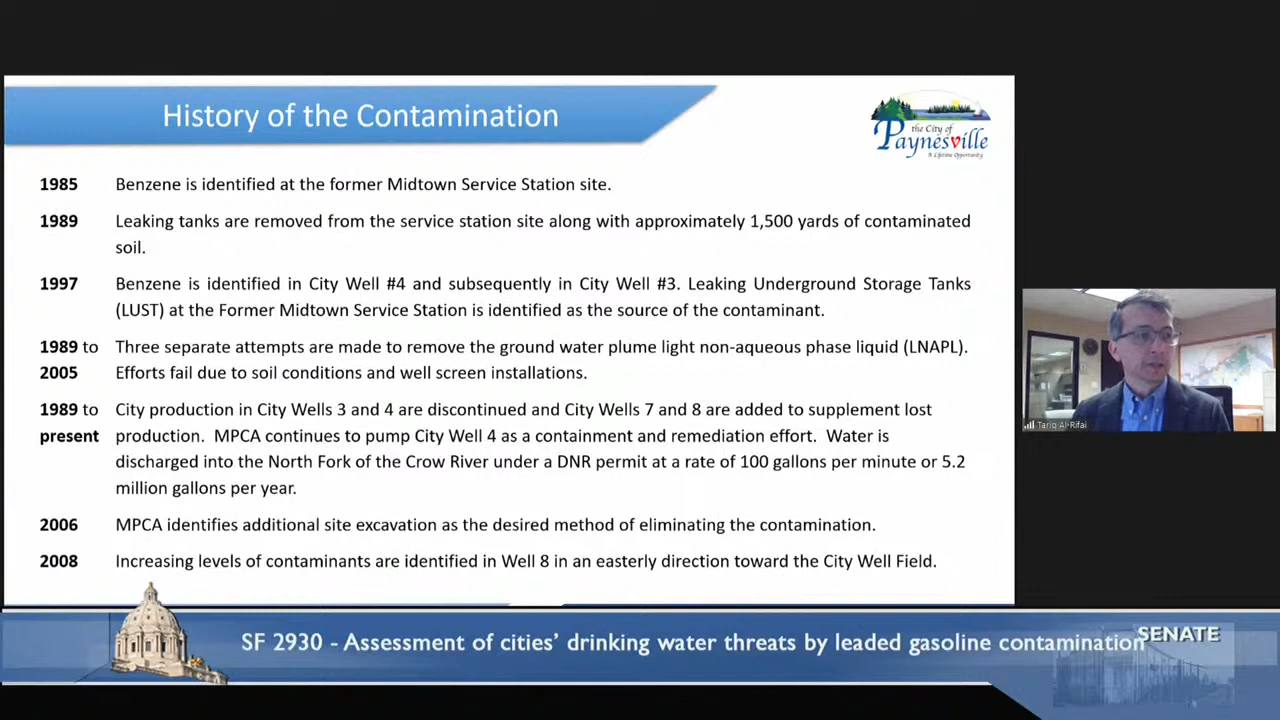 History of the Contamination
the City of
Paynesville
A Lifetime Opportunity
1985 Benzene is identified at the former Midtown Service Station site.
1989 Leaking tanks are removed from the service station site along with approximately 1,500 yards of contaminated
soil.
1997 Benzene is identified in City Well #4 and subsequently in City Well #3. Leaking Underground Storage Tanks
(LUST) at the Former Midtown Service Station is identified as the source of the contaminant.
1989 to Three separate attempts are made to remove the ground water plume light non-aqueous phase liquid (LNAPL).
2005 Efforts fail due to soil conditions and well screen installations.
1989 to City production in City Wells 3 and 4 are discontinued and City Wells 7 and 8 are added to supplement lost
present production. MPCA continues to pump City Well 4 as a containment and remediation effort. Water is
discharged into the North Fork of the Crow River under a DNR permit at a rate of 100 gallons per minute or 5.2
million gallons per year.
2006 MPCA identifies additional site excavation as the desired method of eliminating the contamination.
2008 Increasing levels of contaminants are identified in Well 8 in an easterly direction toward the City Well Field.
Tariq Al-Rifai
SF 2930 - Assessment of cities' drinking water threats by leaded gasoline contamination
SENATE